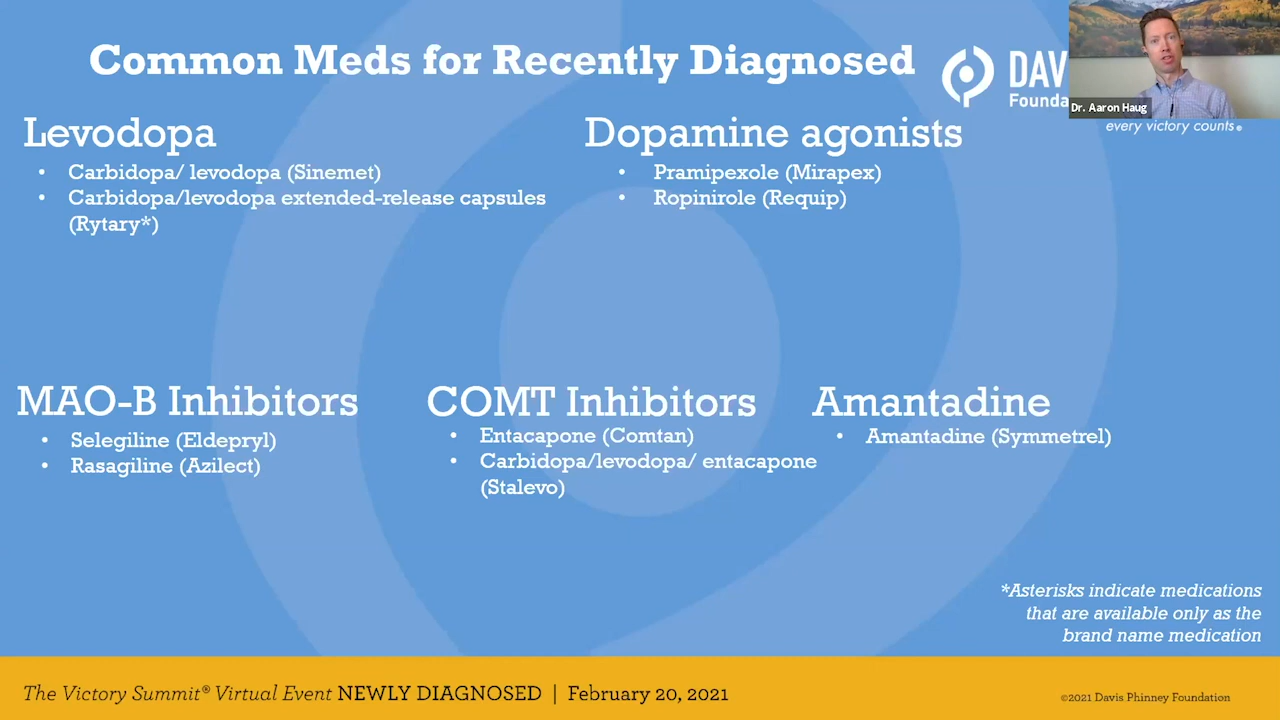 Common Meds for Recently Diagnosed
DAV
Founda
every victory counts®
Dr. Aaron Haug
Levodopa
• Carbidopa/ levodopa (Sinemet)
• Carbidopa/levodopa extended-release capsules
(Rytary*)
Dopamine agonists
• Pramipexole (Mirapex)
• Ropinirole (Requip)
MAO-B Inhibitors
• Selegiline (Eldepryl)
• Rasagiline (Azilect)
COMT Inhibitors
• Entacapone (Comtan)
• Carbidopa/levodopa/ entacapone
(Stalevo)
Amantadine
• Amantadine (Symmetrel)
*Asterisks indicate medications
that are available only as the
brand name medication
The Victory Summit® Virtual Event NEWLY DIAGNOSED | February 20, 2021
©2021 Davis Phinney Foundation